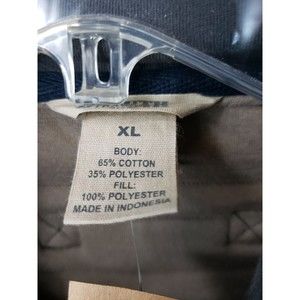 XL
BODY:
65% COTTON
35% POLYESTER
FILL:
100% POLYESTER
MADE IN INDONESIA